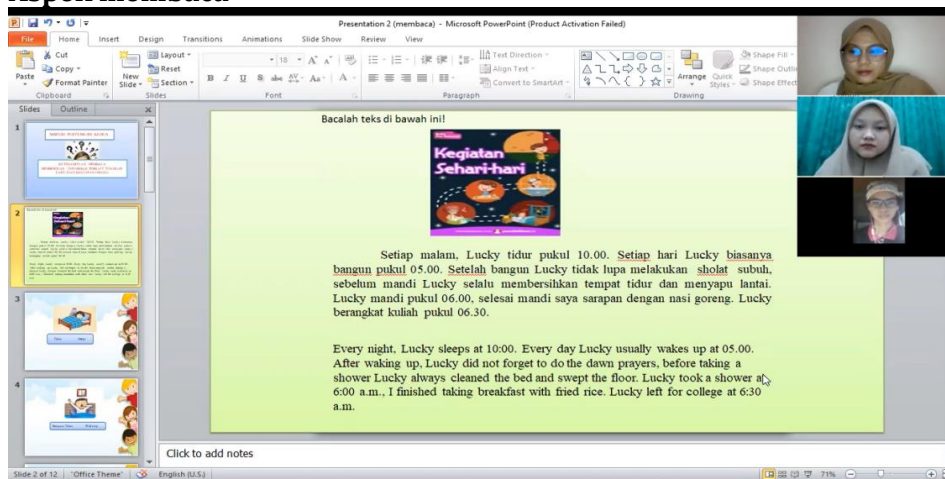 Aspek membaca
Presentation 2 (membaca) - Microsoft PowerPoint (Product Activation Failed)
File Home Insert Design Transitions Animations Slide Show Review View
Cut
Copy
Format Painter
Paste
Clipboard
New Slide
Layout
Reset
Section
Slides
18
Font
Text Direction
Align Text
Convert to SmartArt
Paragraph
Arrange
Quick Styles
Shape Fill
Shape Outli
Shape Effect
Drawing
Slides Outline
1
2
3
4
Bacalah teks di bawah ini!
Kegiatan
Sehari-hari
Setiap malam, Lucky tidur pukul 10.00. Setiap hari Lucky biasanya
bangun pukul 05.00. Setelah bangun Lucky tidak lupa melakukan sholat subuh,
sebelum mandi Lucky selalu membersihkan tempat tidur dan menyapu lantai.
Lucky mandi pukul 06.00, selesai mandi saya sarapan dengan nasi goreng. Lucky
berangkat kuliah pukul 06.30.
Every night, Lucky sleeps at 10:00. Every day Lucky usually wakes up at 05.00.
After waking up, Lucky did not forget to do the dawn prayers, before taking a
shower Lucky always cleaned the bed and swept the floor. Lucky took a shower a
6:00 a.m., I finished taking breakfast with fried rice. Lucky left for college at 6:30
a.m.
Click to add notes
Slide 2 of 12 "Office Theme" English (U.S.) 71%